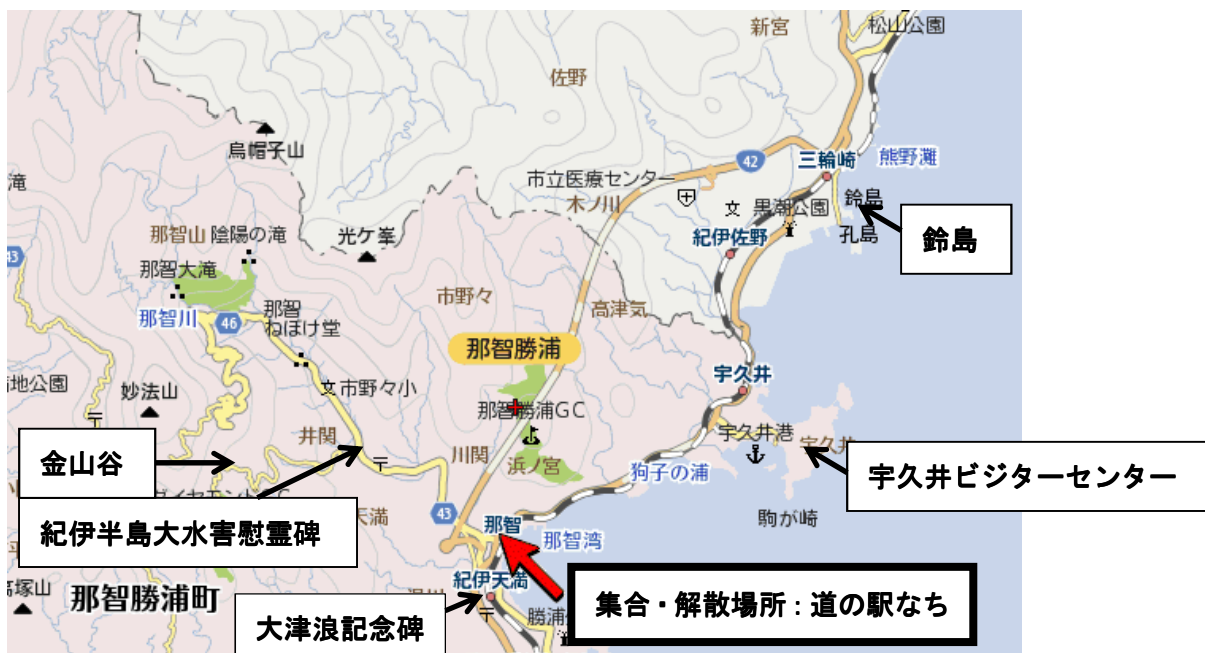 新宮
松山公園
佐野
烏帽子山
滝
42
三輪崎
熊野灘
市立医療センター
木ノ川
文
黒潮公園
鈴島
孔島
鈴島
紀伊佐野
那智山
陰陽の滝
光ケ峯
那智大滝
43
那智川
46
那智
ねぼけ堂
市野々
高津気
那智勝浦
宇久井
地公園
妙法山
文
市野々小
那智勝浦GC
宇久井港
宇久井
井関
川関
浜ノ宮
狗子の浦
金山谷
宇久井ビジターセンター
駒が崎
紀伊半島大水害慰霊碑
天満
43
那智
那智湾
紀伊天満
高塚山
那智勝浦町
集合・解散場所：道の駅なち
大津浪記念碑